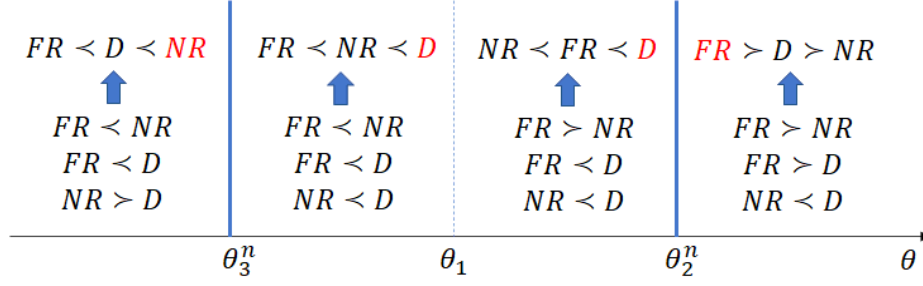 FR ≺ D ≺ NR
FR ≺ NR ≺ D
NR ≺ FR ≺ D
FR ≻ D ≻ NR
FR ≺ NR
FR ≺ D
NR ≻ D
FR ≺ NR
FR ≺ D
NR ≺ D
FR ≻ NR
FR ≺ D
NR ≺ D
FR ≻ NR
FR ≻ D
NR ≺ D
θ₃ⁿ
θ₁
θ₂ⁿ
θ